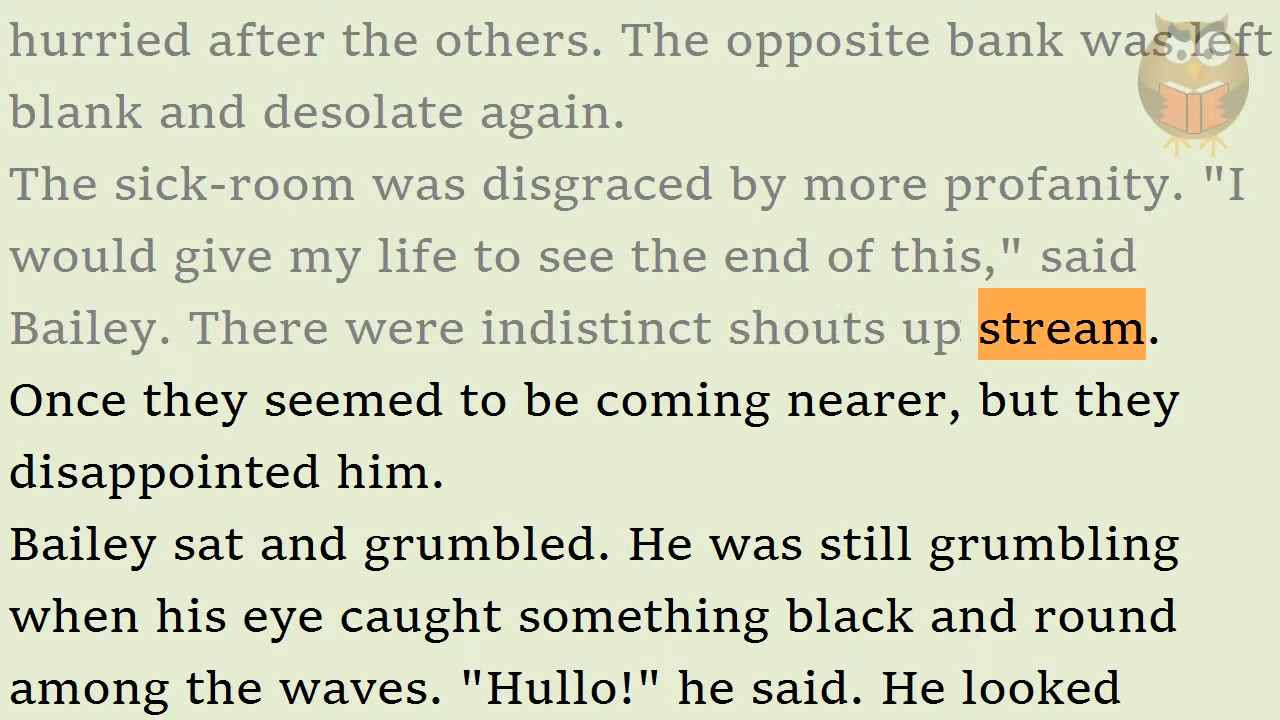 hurried after the others. The opposite bank was left
blank and desolate again.
The sick-room was disgraced by more profanity. "I
would give my life to see the end of this," said
Bailey. There were indistinct shouts up stream.
Once they seemed to be coming nearer, but they
disappointed him.
Bailey sat and grumbled. He was still grumbling
when his eye caught something black and round
among the waves. "Hullo!" he said. He looked